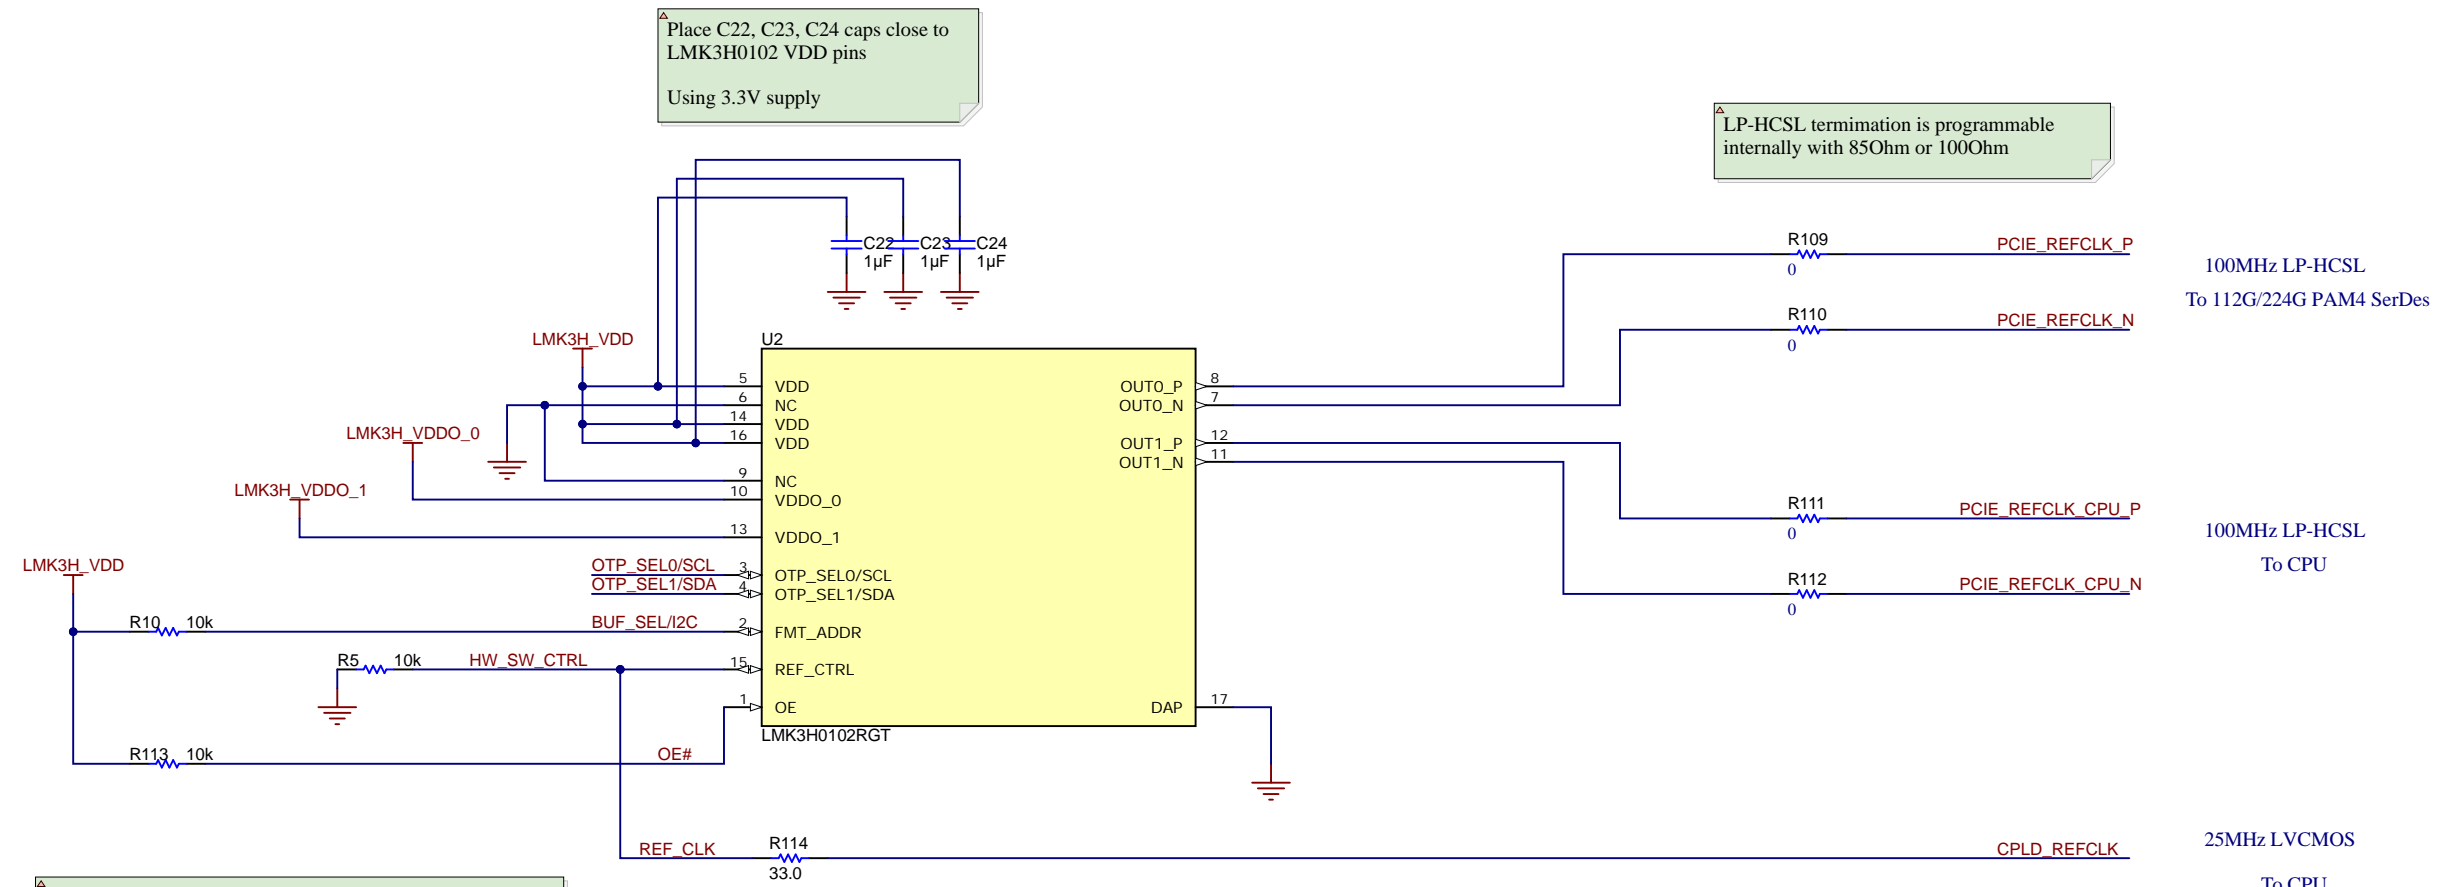 Place C22, C23, C24 caps close to
LMK3H0102 VDD pins
Using 3.3V supply
LP-HCSL termimation is programmable
internally with 85Ohm or 100Ohm
C22
1µF
C23
1µF
C24
1µF
R109
0
PCIE_REFCLK_P
100MHz LP-HCSL
To 112G/224G PAM4 SerDes
R110
0
PCIE_REFCLK_N
LMK3H_VDD
U2
5 VDD
6 NC
14 VDD
16 VDD
9 NC
10 VDDO_0
13 VDDO_1
3 OTP_SEL0/SCL
4 OTP_SEL1/SDA
2 FMT_ADDR
15 REF_CTRL
1 OE
OUT0_P 8
OUT0_N 7
OUT1_P 12
OUT1_N 11
DAP 17
LMK3H0102RGT
LMK3H_VDDO_0
LMK3H_VDDO_1
OTP_SEL0/SCL
OTP_SEL1/SDA
LMK3H_VDD
R10 10k
BUF_SEL/I2C
R5 10k
HW_SW_CTRL
R113 10k
OE#
R111
0
PCIE_REFCLK_CPU_P
100MHz LP-HCSL
To CPU
R112
0
PCIE_REFCLK_CPU_N
REF_CLK
R114
33.0
CPLD_REFCLK
25MHz LVCMOS
To CPU